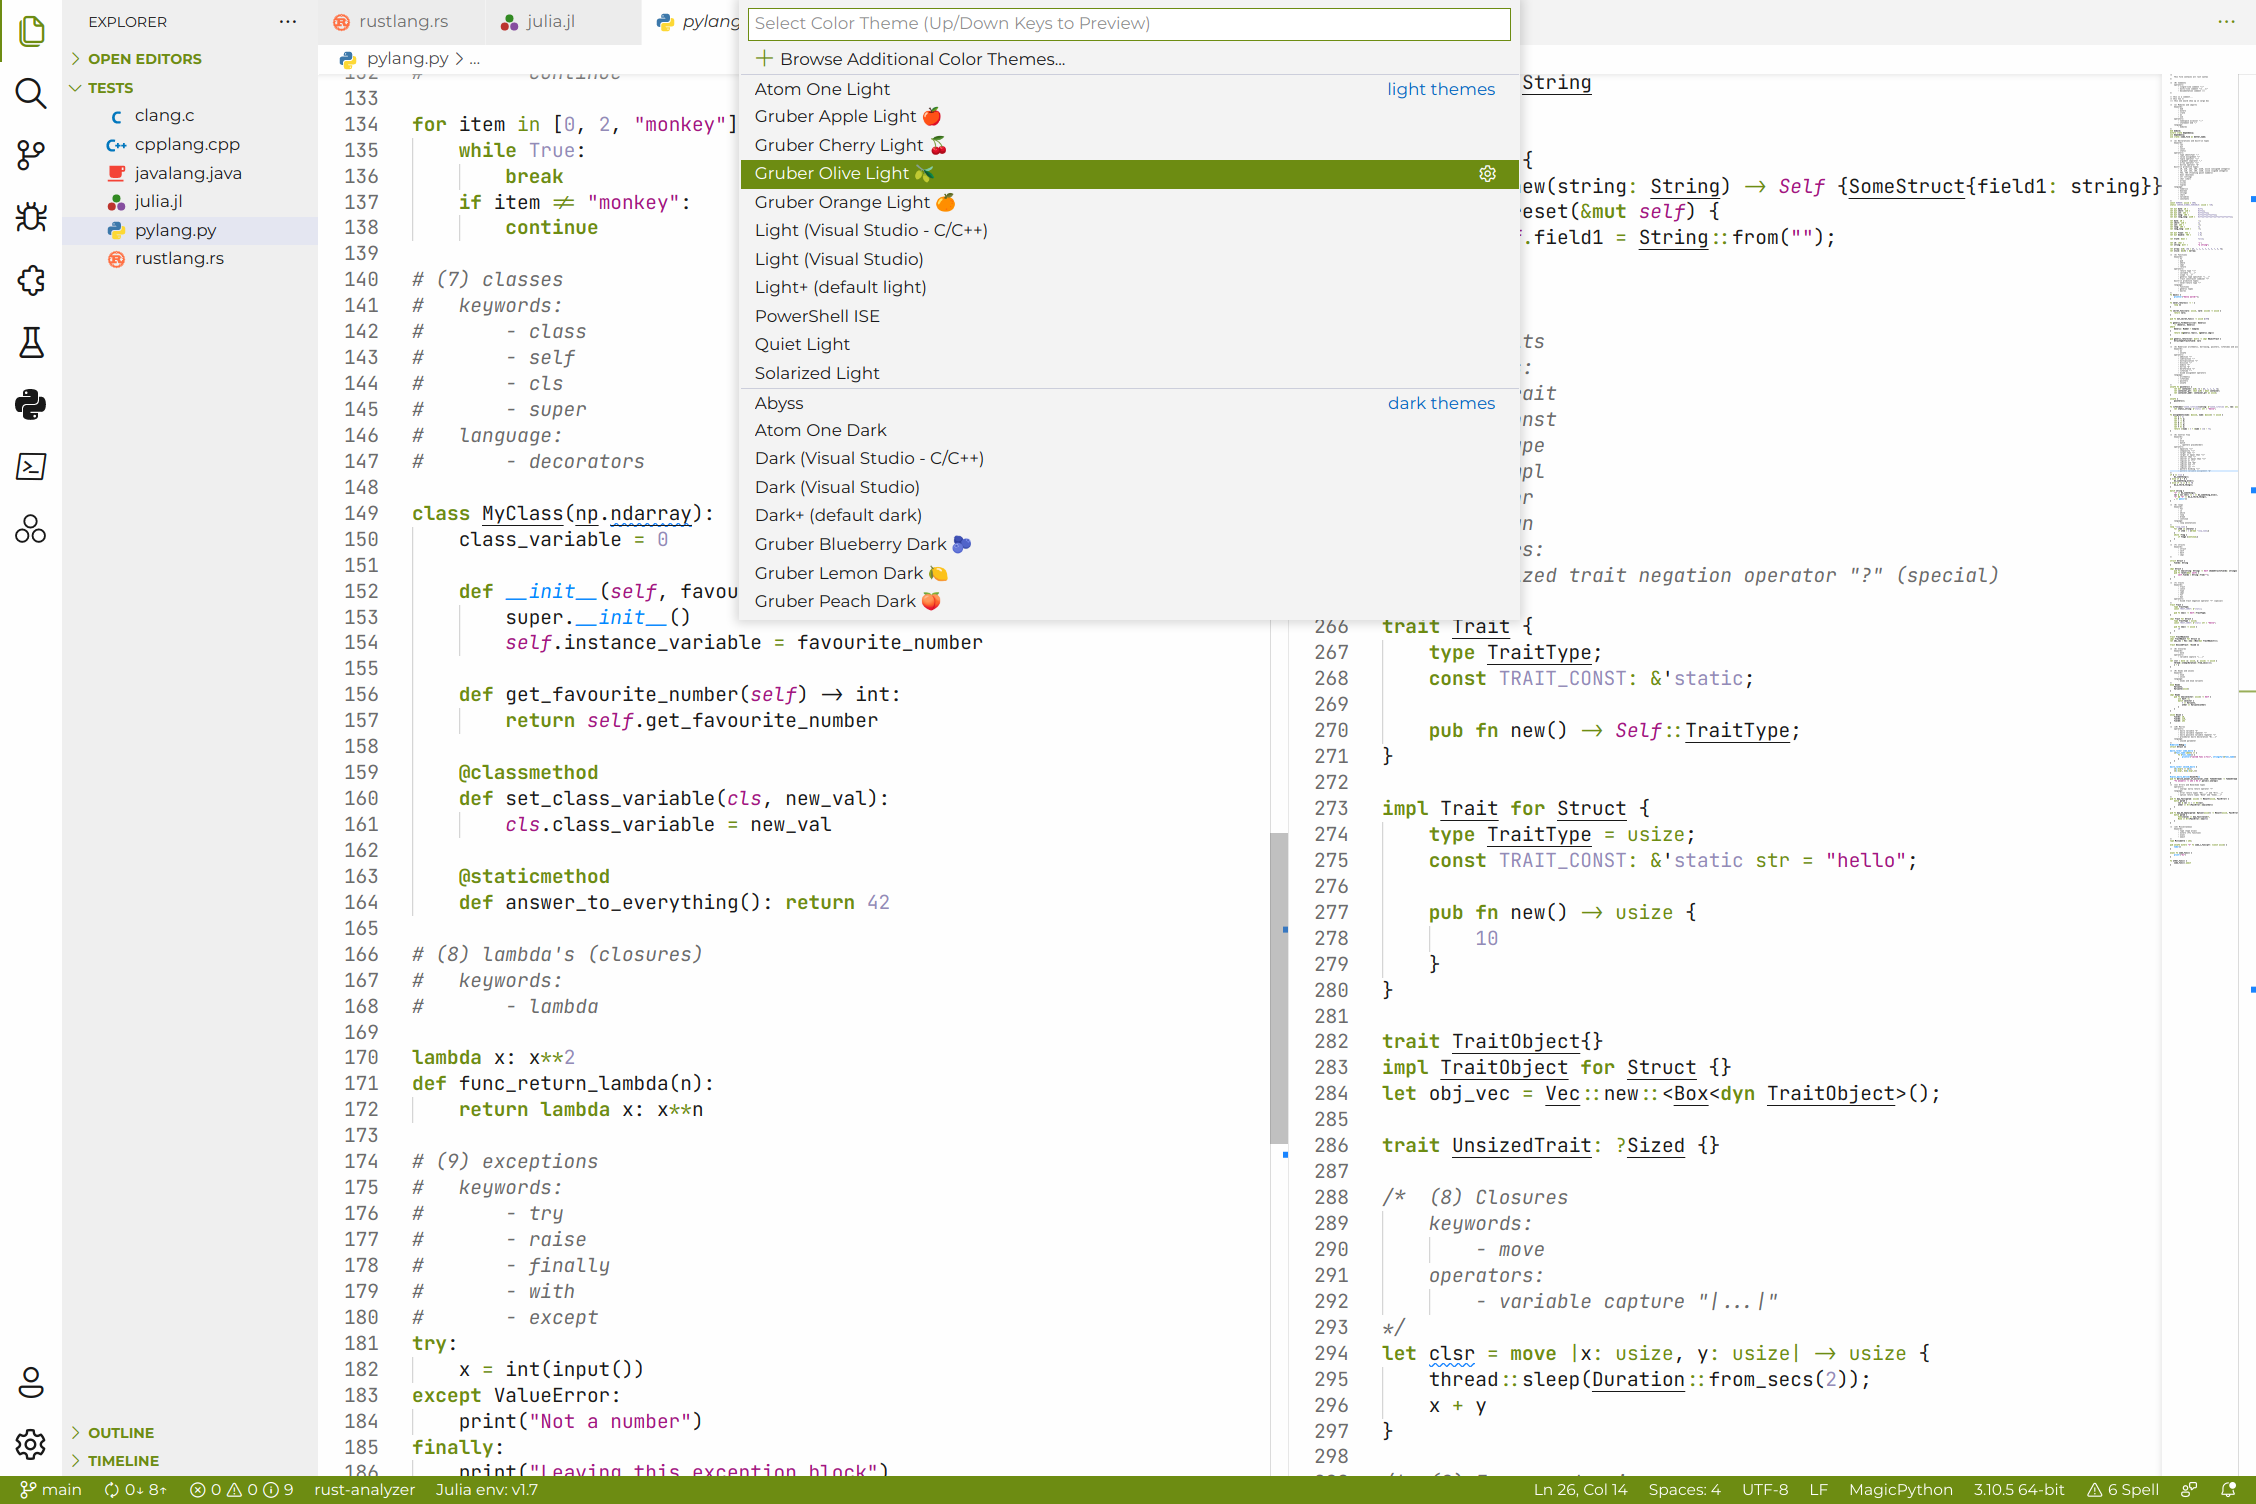 EXPLORER
OPEN EDITORS
TESTS
clang.c
cpplang.cpp
javalang.java
julia.jl
pylang.py
rustlang.rs
OUTLINE
TIMELINE
rustlang.rs
julia.jl
pylang
pylang.py > ...
Select Color Theme (Up/Down Keys to Preview)
Browse Additional Color Themes...
Atom One Light light themes
Gruber Apple Light 🍎
Gruber Cherry Light 🍒
Gruber Olive Light 🫒
Gruber Orange Light 🍊
Light (Visual Studio - C/C++)
Light (Visual Studio)
Light+ (default light)
PowerShell ISE
Quiet Light
Solarized Light
Abyss dark themes
Atom One Dark
Dark (Visual Studio - C/C++)
Dark (Visual Studio)
Dark+ (default dark)
Gruber Blueberry Dark 🫐
Gruber Lemon Dark 🍋
Gruber Peach Dark 🍑
132 # continue
133
134 for item in [0, 2, "monkey"]
135 while True:
136 break
137 if item ≠ "monkey":
138 continue
139
140 # (7) classes
141 # keywords:
142 # - class
143 # - self
144 # - cls
145 # - super
146 # language:
147 # - decorators
148
149 class MyClass(np.ndarray):
150 class_variable = 0
151
152 def __init__(self, favou
153 super.__init__()
154 self.instance_variable = favourite_number
155
156 def get_favourite_number(self) → int:
157 return self.get_favourite_number
158
159 @classmethod
160 def set_class_variable(cls, new_val):
161 cls.class_variable = new_val
162
163 @staticmethod
164 def answer_to_everything(): return 42
165
166 # (8) lambda's (closures)
167 # keywords:
168 # - lambda
169
170 lambda x: x**2
171 def func_return_lambda(n):
172 return lambda x: x**n
173
174 # (9) exceptions
175 # keywords:
176 # - try
177 # - raise
178 # - finally
179 # - with
180 # - except
181 try:
182 x = int(input())
183 except ValueError:
184 print("Not a number")
185 finally:
186 print("Leaving this exception block")
String
{
ew(string: String) → Self {SomeStruct{field1: string}}
eset(&mut self) {
.field1 = String::from("");
ts
:
ait
nst
pe
pl
r
n
s:
zed trait negation operator "?" (special)
266 trait Trait {
267 type TraitType;
268 const TRAIT_CONST: &'static;
269
270 pub fn new() → Self::TraitType;
271 }
272
273 impl Trait for Struct {
274 type TraitType = usize;
275 const TRAIT_CONST: &'static str = "hello";
276
277 pub fn new() → usize {
278 10
279 }
280 }
281
282 trait TraitObject{}
283 impl TraitObject for Struct {}
284 let obj_vec = Vec::new::<Box<dyn TraitObject>();
285
286 trait UnsizedTrait: ?Sized {}
287
288 /* (8) Closures
289 keywords:
290 - move
291 operators:
292 - variable capture "|...|"
293 */
294 let clsr = move |x: usize, y: usize| → usize {
295 thread::sleep(Duration::from_secs(2));
296 x + y
297 }
298
main 0↓ 8↑ 0 0 9 rust-analyzer Julia env: v1.7 Ln 26, Col 14 Spaces: 4 UTF-8 LF MagicPython 3.10.5 64-bit 6 Spell